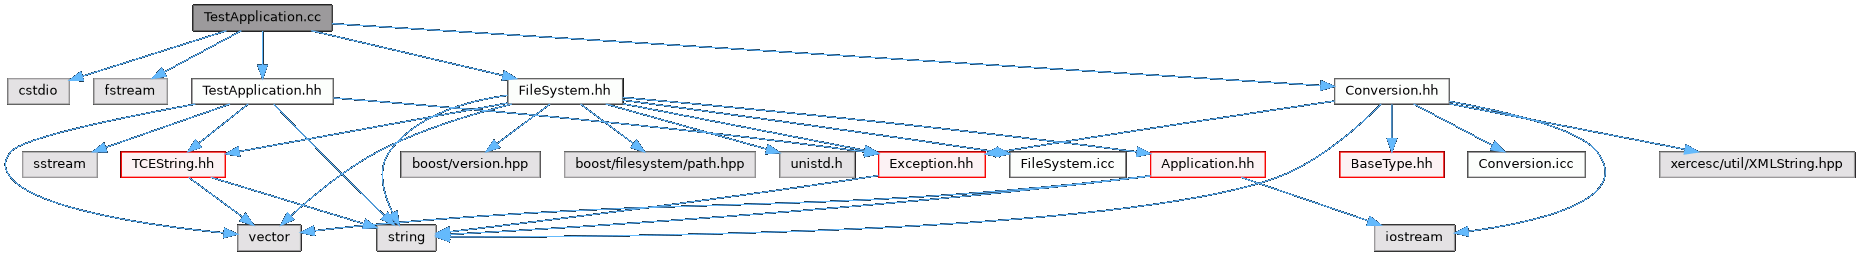 TestApplication.cc
cstdio
fstream
TestApplication.hh
FileSystem.hh
Conversion.hh
sstream
TCEString.hh
boost/version.hpp
boost/filesystem/path.hpp
unistd.h
Exception.hh
FileSystem.icc
Application.hh
BaseType.hh
Conversion.icc
xercesc/util/XMLString.hpp
vector
string
iostream